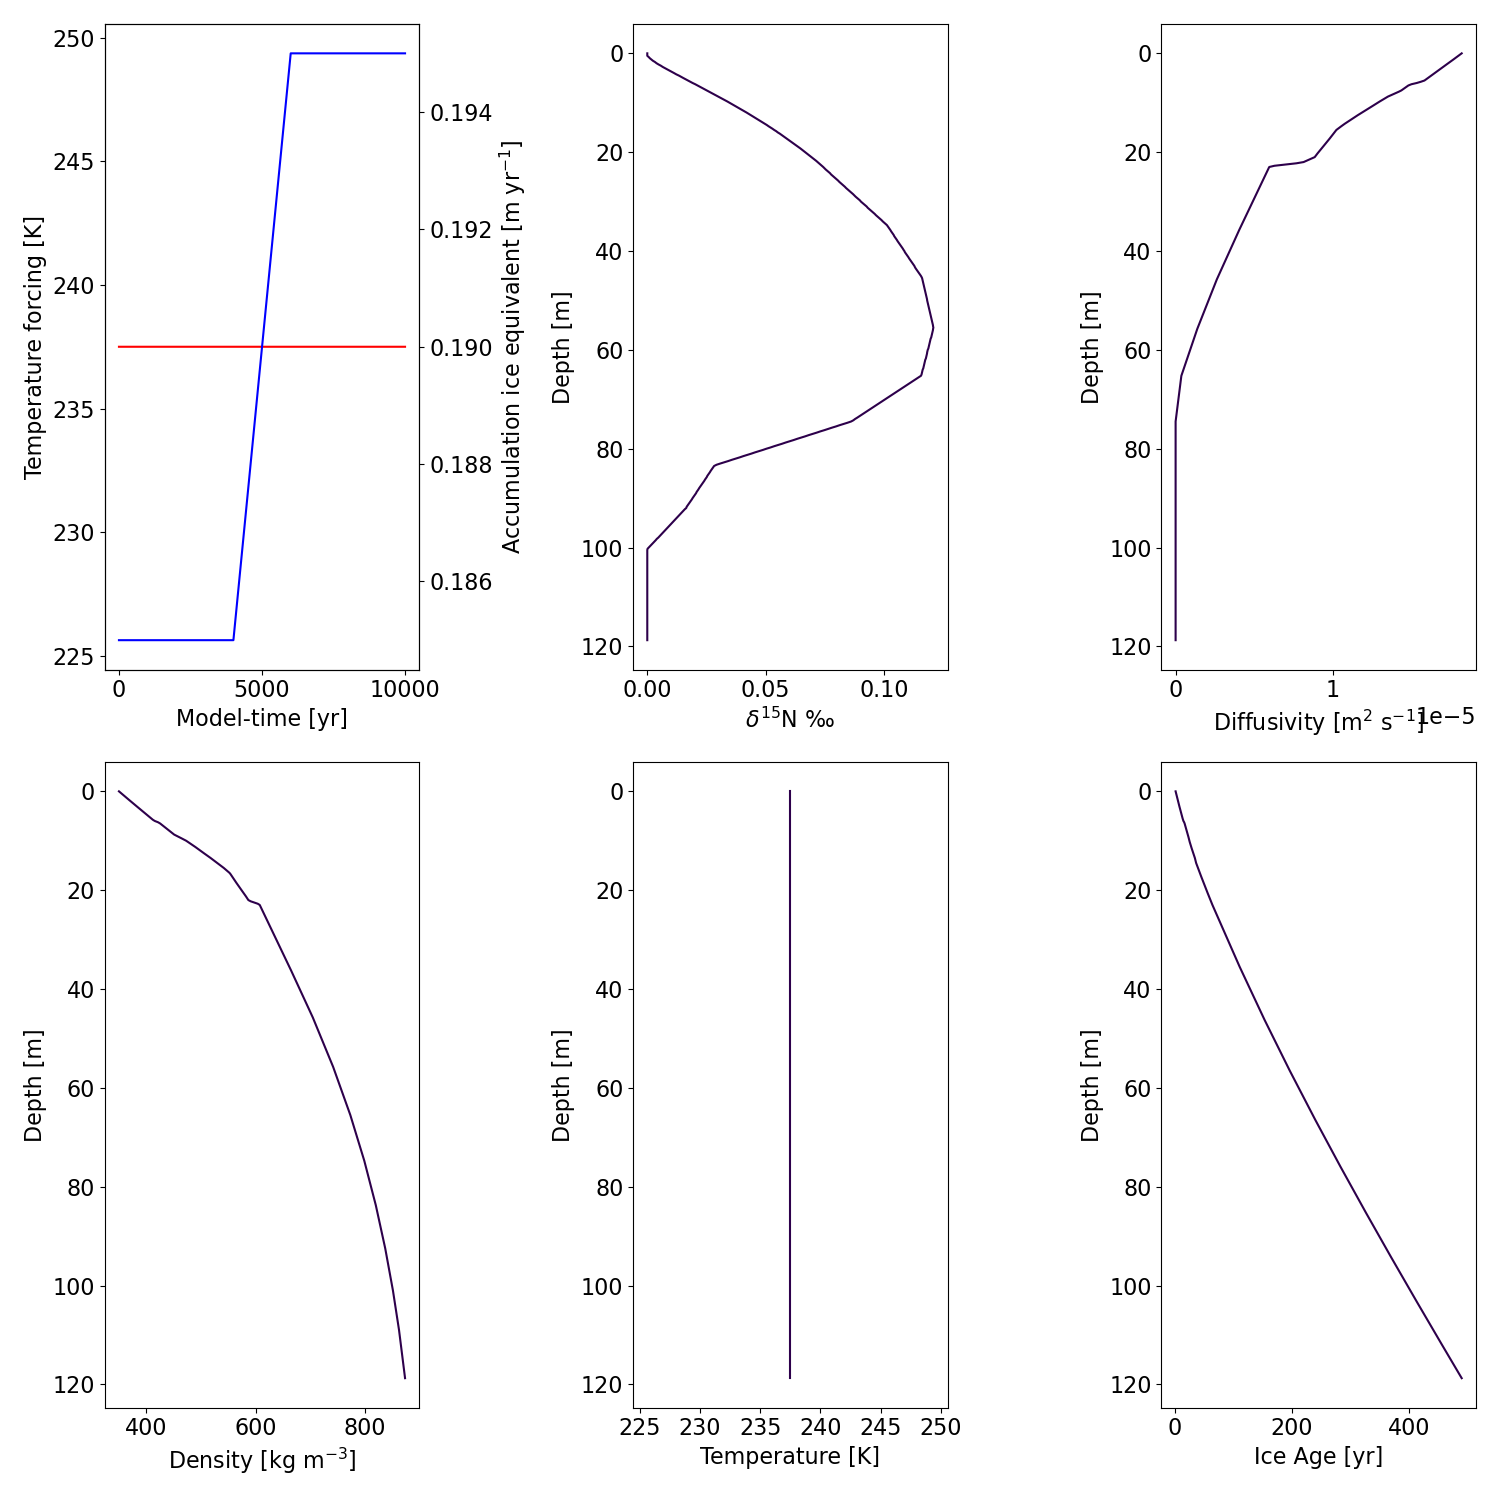 250
245
240
235
230
225
Temperature forcing [K]
0.194
0.192
0.190
0.188
0.186
Accumulation ice equivalent [m yr⁻¹]
0 5000 10000
Model-time [yr]
0
20
40
60
80
100
120
Depth [m]
0.00 0.05 0.10
δ¹⁵N ‰
0
20
40
60
80
100
120
Depth [m]
0 1
Diffusivity [m² s⁻¹]
1e−5
0
20
40
60
80
100
120
Depth [m]
400 600 800
Density [kg m⁻³]
0
20
40
60
80
100
120
Depth [m]
225 230 235 240 245 250
Temperature [K]
0
20
40
60
80
100
120
Depth [m]
0 200 400
Ice Age [yr]